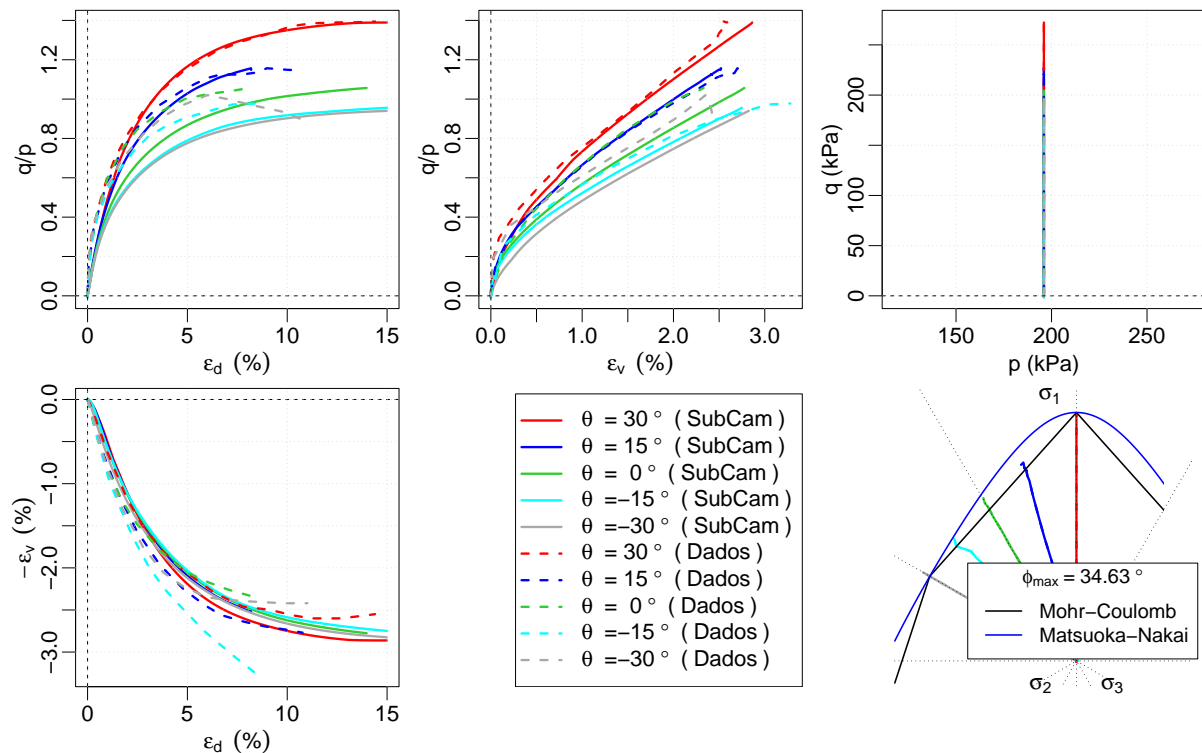 q/p
0.0
0.4
0.8
1.2
0
5
10
15
εd (%)
q/p
0.0
0.4
0.8
1.2
0.0
1.0
2.0
3.0
εv (%)
q (kPa)
0
50
100
200
150
200
250
p (kPa)
−εv (%)
0.0
−1.0
−2.0
−3.0
0
5
10
15
εd (%)
θ = 30 ° ( SubCam )
θ = 15 ° ( SubCam )
θ = 0 ° ( SubCam )
θ =−15 ° ( SubCam )
θ =−30 ° ( SubCam )
θ = 30 ° ( Dados )
θ = 15 ° ( Dados )
θ = 0 ° ( Dados )
θ =−15 ° ( Dados )
θ =−30 ° ( Dados )
σ1
ϕmax = 34.63 °
Mohr−Coulomb
Matsuoka−Nakai
σ2
σ3